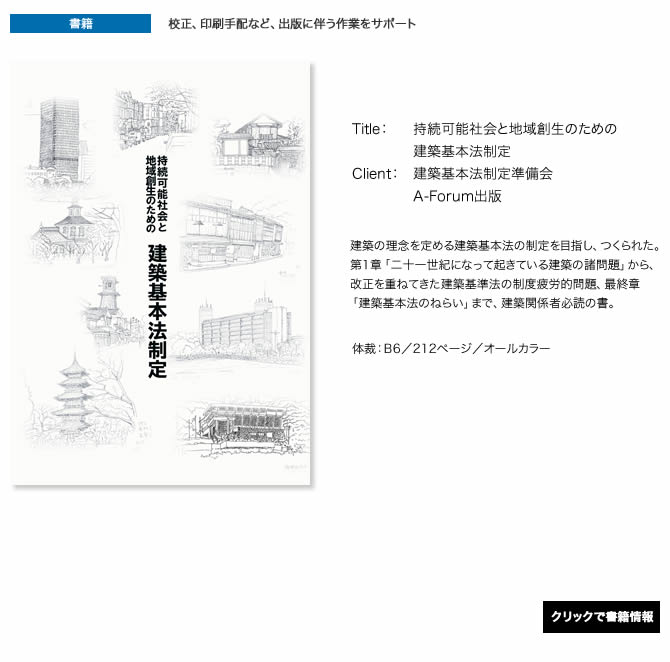 書籍
校正、印刷手配など、出版に伴う作業をサポート
持続可能社会と
地域創生のための
建築基本法制定
Title： 持続可能社会と地域創生のための
建築基本法制定
Client： 建築基本法制定準備会
A-Forum出版
建築の理念を定める建築基本法の制定を目指し、つくられた。
第1章「二十一世紀になって起きている建築の諸問題」から、
改正を重ねてきた建築基準法の制度疲労的問題、最終章
「建築基本法のねらい」まで、建築関係者必読の書。
体裁：B6／212ページ／オールカラー
クリックで書籍情報